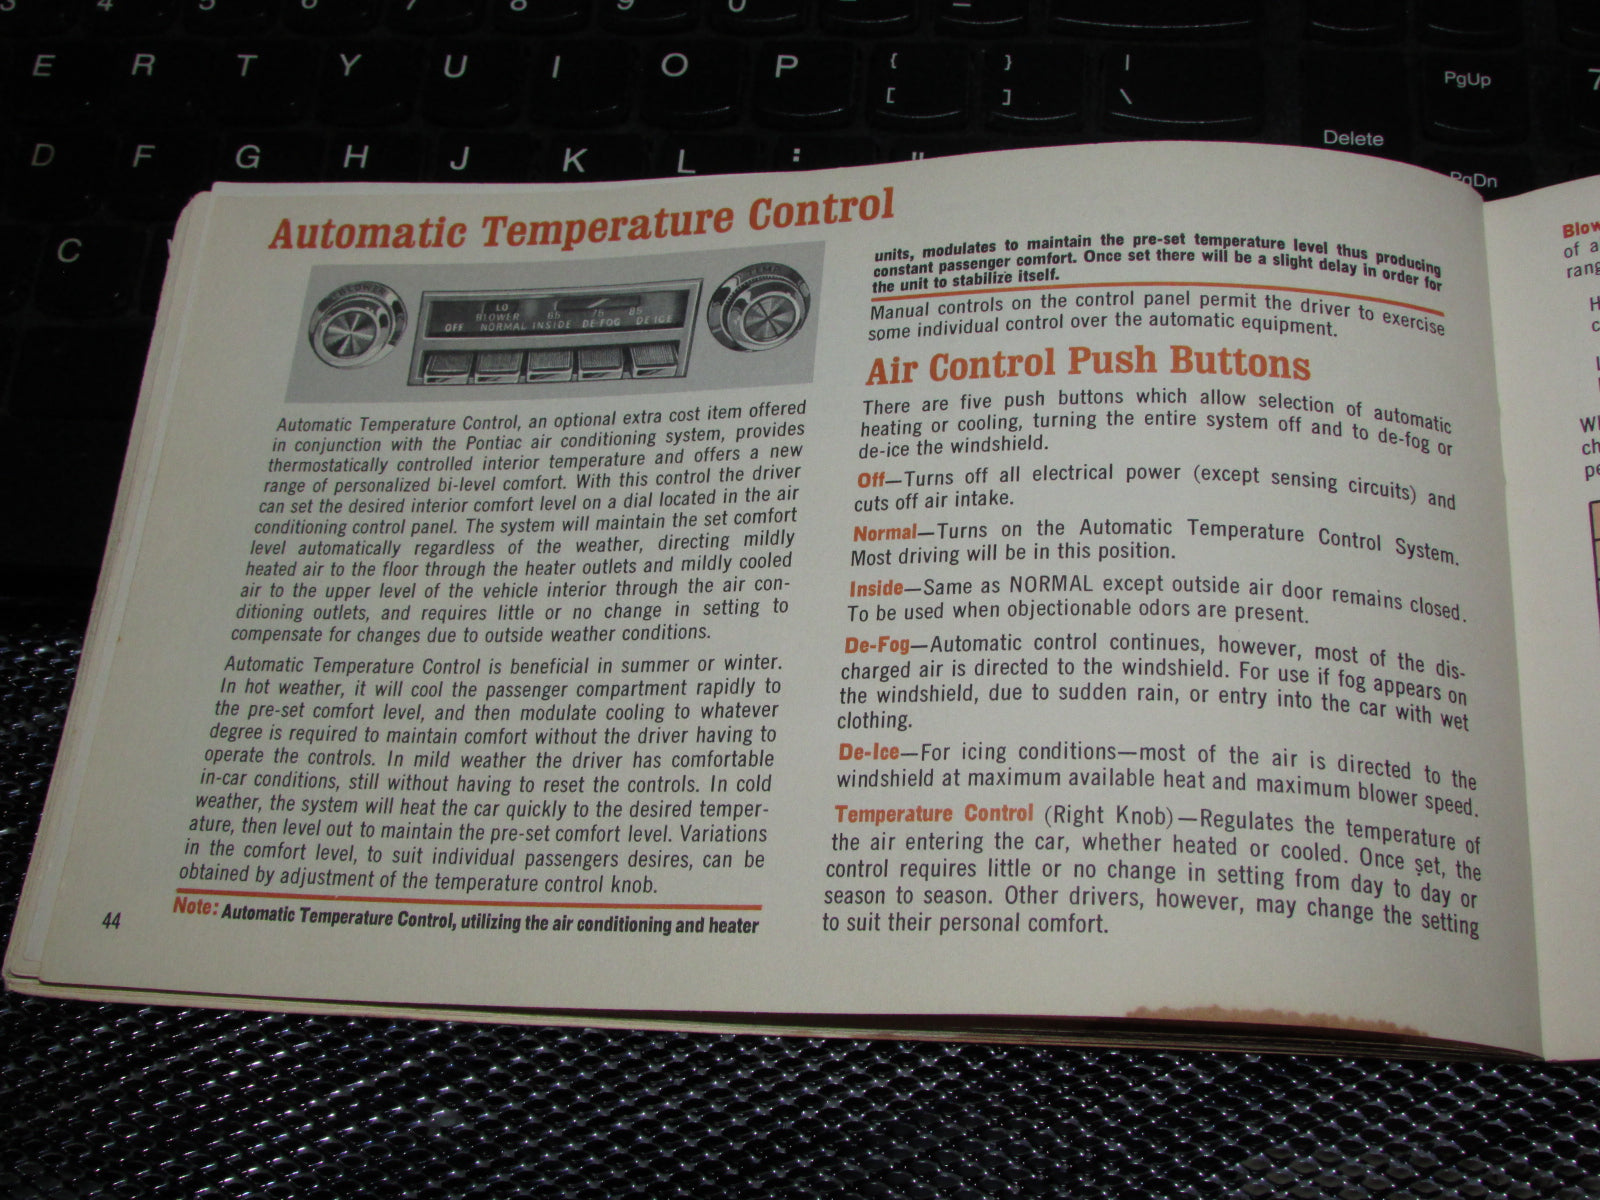 3 4 5 6 7 8 9 0 – –
E R T Y U I O P { [ } ] | \ PgUp 7
D F G H J K L : " Delete
PgDn
C
Automatic Temperature Control
BLOWER
LO
BLOWER 65 75 85
OFF NORMAL INSIDE DE-FOG DE-ICE
TEMP
Automatic Temperature Control, an optional extra cost item offered
in conjunction with the Pontiac air conditioning system, provides
thermostatically controlled interior temperature and offers a new
range of personalized bi-level comfort. With this control the driver
can set the desired interior comfort level on a dial located in the air
conditioning control panel. The system will maintain the set comfort
level automatically regardless of the weather, directing mildly
heated air to the floor through the heater outlets and mildly cooled
air to the upper level of the vehicle interior through the air con-
ditioning outlets, and requires little or no change in setting to
compensate for changes due to outside weather conditions.
Automatic Temperature Control is beneficial in summer or winter.
In hot weather, it will cool the passenger compartment rapidly to
the pre-set comfort level, and then modulate cooling to whatever
degree is required to maintain comfort without the driver having to
operate the controls. In mild weather the driver has comfortable
in-car conditions, still without having to reset the controls. In cold
weather, the system will heat the car quickly to the desired temper-
ature, then level out to maintain the pre-set comfort level. Variations
in the comfort level, to suit individual passengers desires, can be
obtained by adjustment of the temperature control knob.
Note: Automatic Temperature Control, utilizing the air conditioning and heater
44
units, modulates to maintain the pre-set temperature level thus producing
constant passenger comfort. Once set there will be a slight delay in order for
the unit to stabilize itself.
Manual controls on the control panel permit the driver to exercise
some individual control over the automatic equipment.
Air Control Push Buttons
There are five push buttons which allow selection of automatic
heating or cooling, turning the entire system off and to de-fog or
de-ice the windshield.
Off—Turns off all electrical power (except sensing circuits) and
cuts off air intake.
Normal—Turns on the Automatic Temperature Control System.
Most driving will be in this position.
Inside—Same as NORMAL except outside air door remains closed.
To be used when objectionable odors are present.
De-Fog—Automatic control continues, however, most of the dis-
charged air is directed to the windshield. For use if fog appears on
the windshield, due to sudden rain, or entry into the car with wet
clothing.
De-Ice—For icing conditions—most of the air is directed to the
windshield at maximum available heat and maximum blower speed.
Temperature Control (Right Knob)—Regulates the temperature of
the air entering the car, whether heated or cooled. Once set, the
control requires little or no change in setting from day to day or
season to season. Other drivers, however, may change the setting
to suit their personal comfort.
Blow
of a
rang